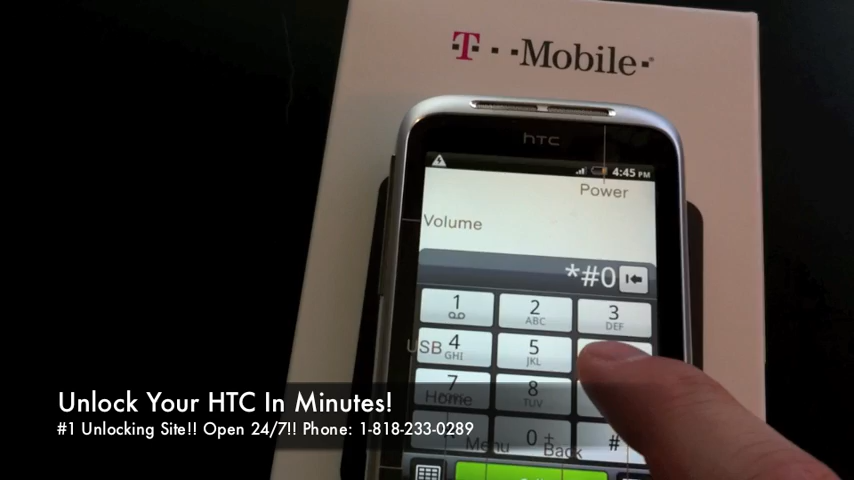 T··Mobile·
hTC
4:45 PM
Power
Volume
*#0
1
2 ABC
3 DEF
USB
4 GHI
5 JKL
7
8 TUV
Home
0 +
#
Menu
Back
Unlock Your HTC In Minutes!
#1 Unlocking Site!! Open 24/7!! Phone: 1-818-233-0289